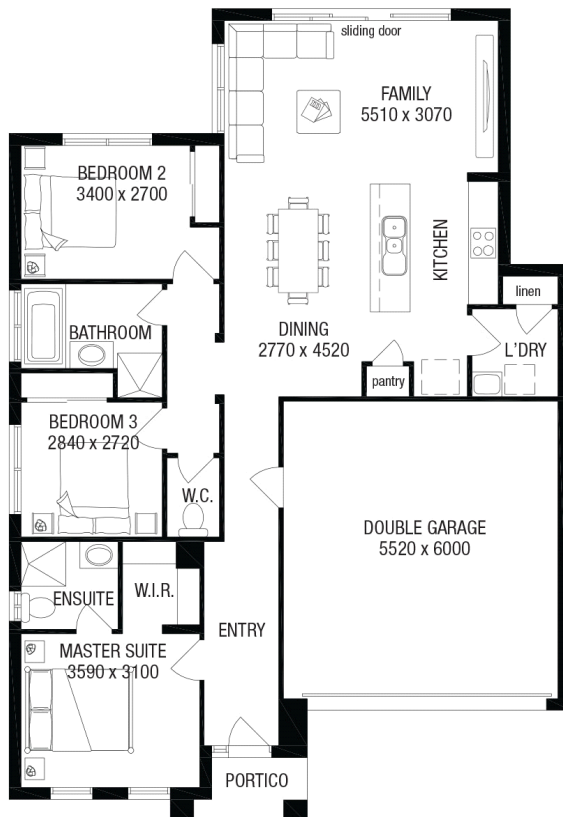 sliding door
FAMILY
5510 x 3070
BEDROOM 2
3400 x 2700
KITCHEN
linen
BATHROOM
DINING
2770 x 4520
L'DRY
pantry
BEDROOM 3
2840 x 2720
W.C.
DOUBLE GARAGE
5520 x 6000
ENSUITE
W.I.R.
ENTRY
MASTER SUITE
3590 x 3100
PORTICO